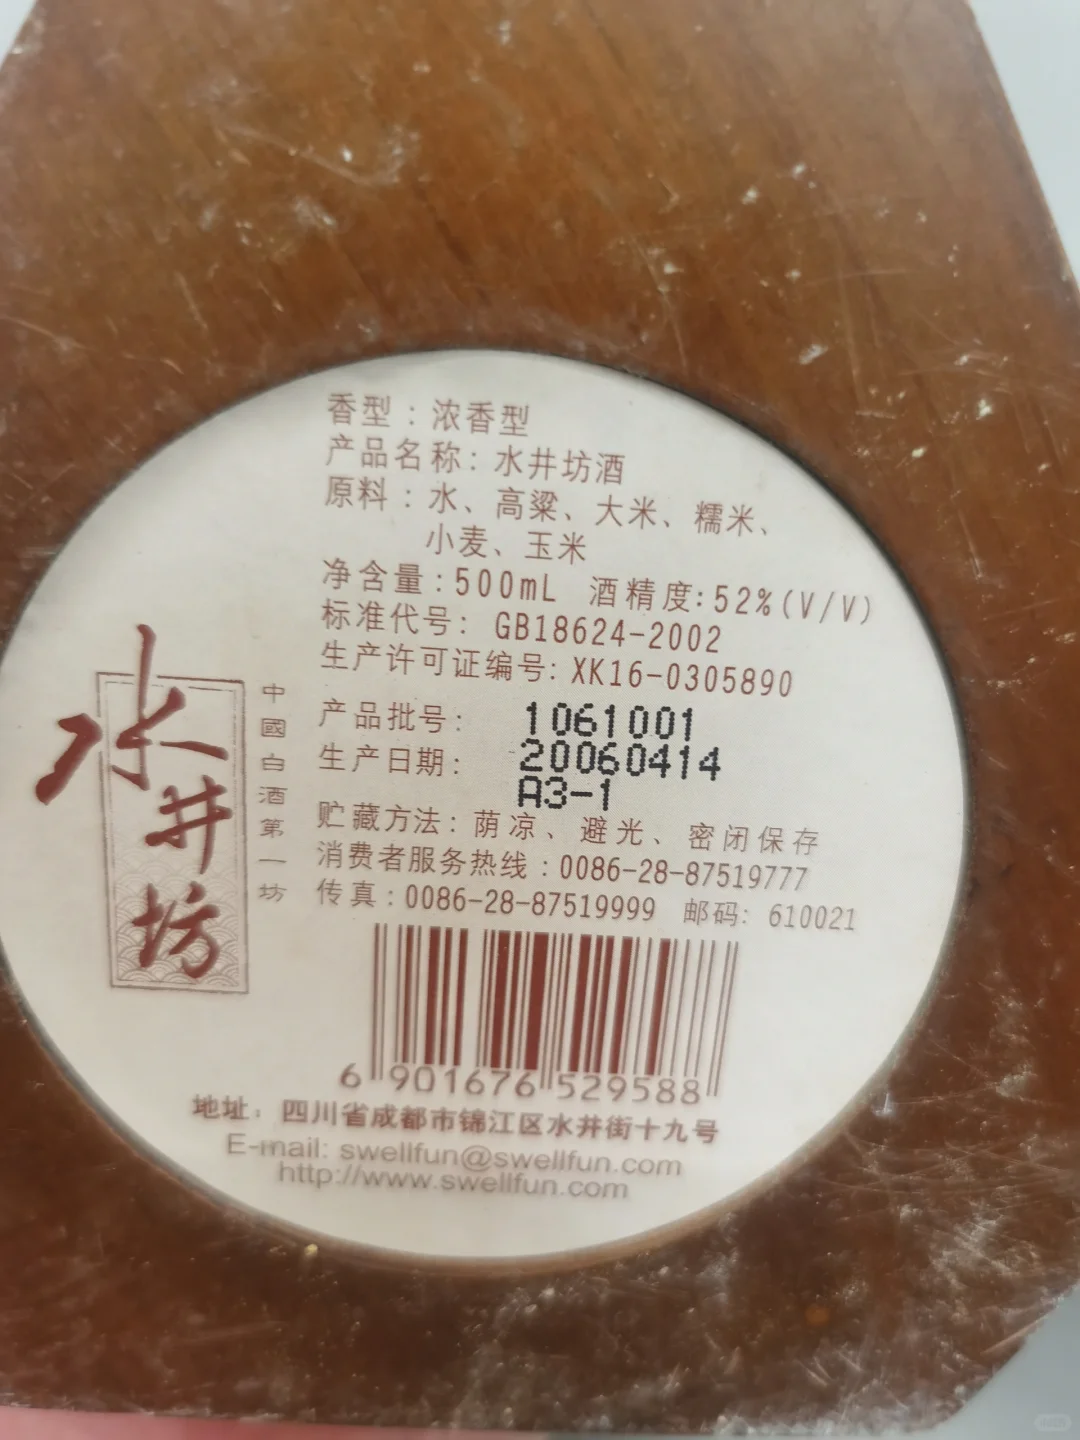 香型：浓香型
产品名称：水井坊酒
原料：水、高粱、大米、糯米、
小麦、玉米
净含量:500mL 酒精度:52%(V/V)
标准代号: GB18624-2002
生产许可证编号: XK16-0305890
产品批号: 1061001
生产日期: 20060414
A3-1
贮藏方法: 荫凉、避光、密闭保存
消费者服务热线:0086-28-87519777
传真:0086-28-87519999 邮码: 610021
6 901676 529588
地址: 四川省成都市锦江区水井街十九号
E-mail: swellfun@swellfun.com
http://www.swellfun.com
水井坊
中國白酒第一坊